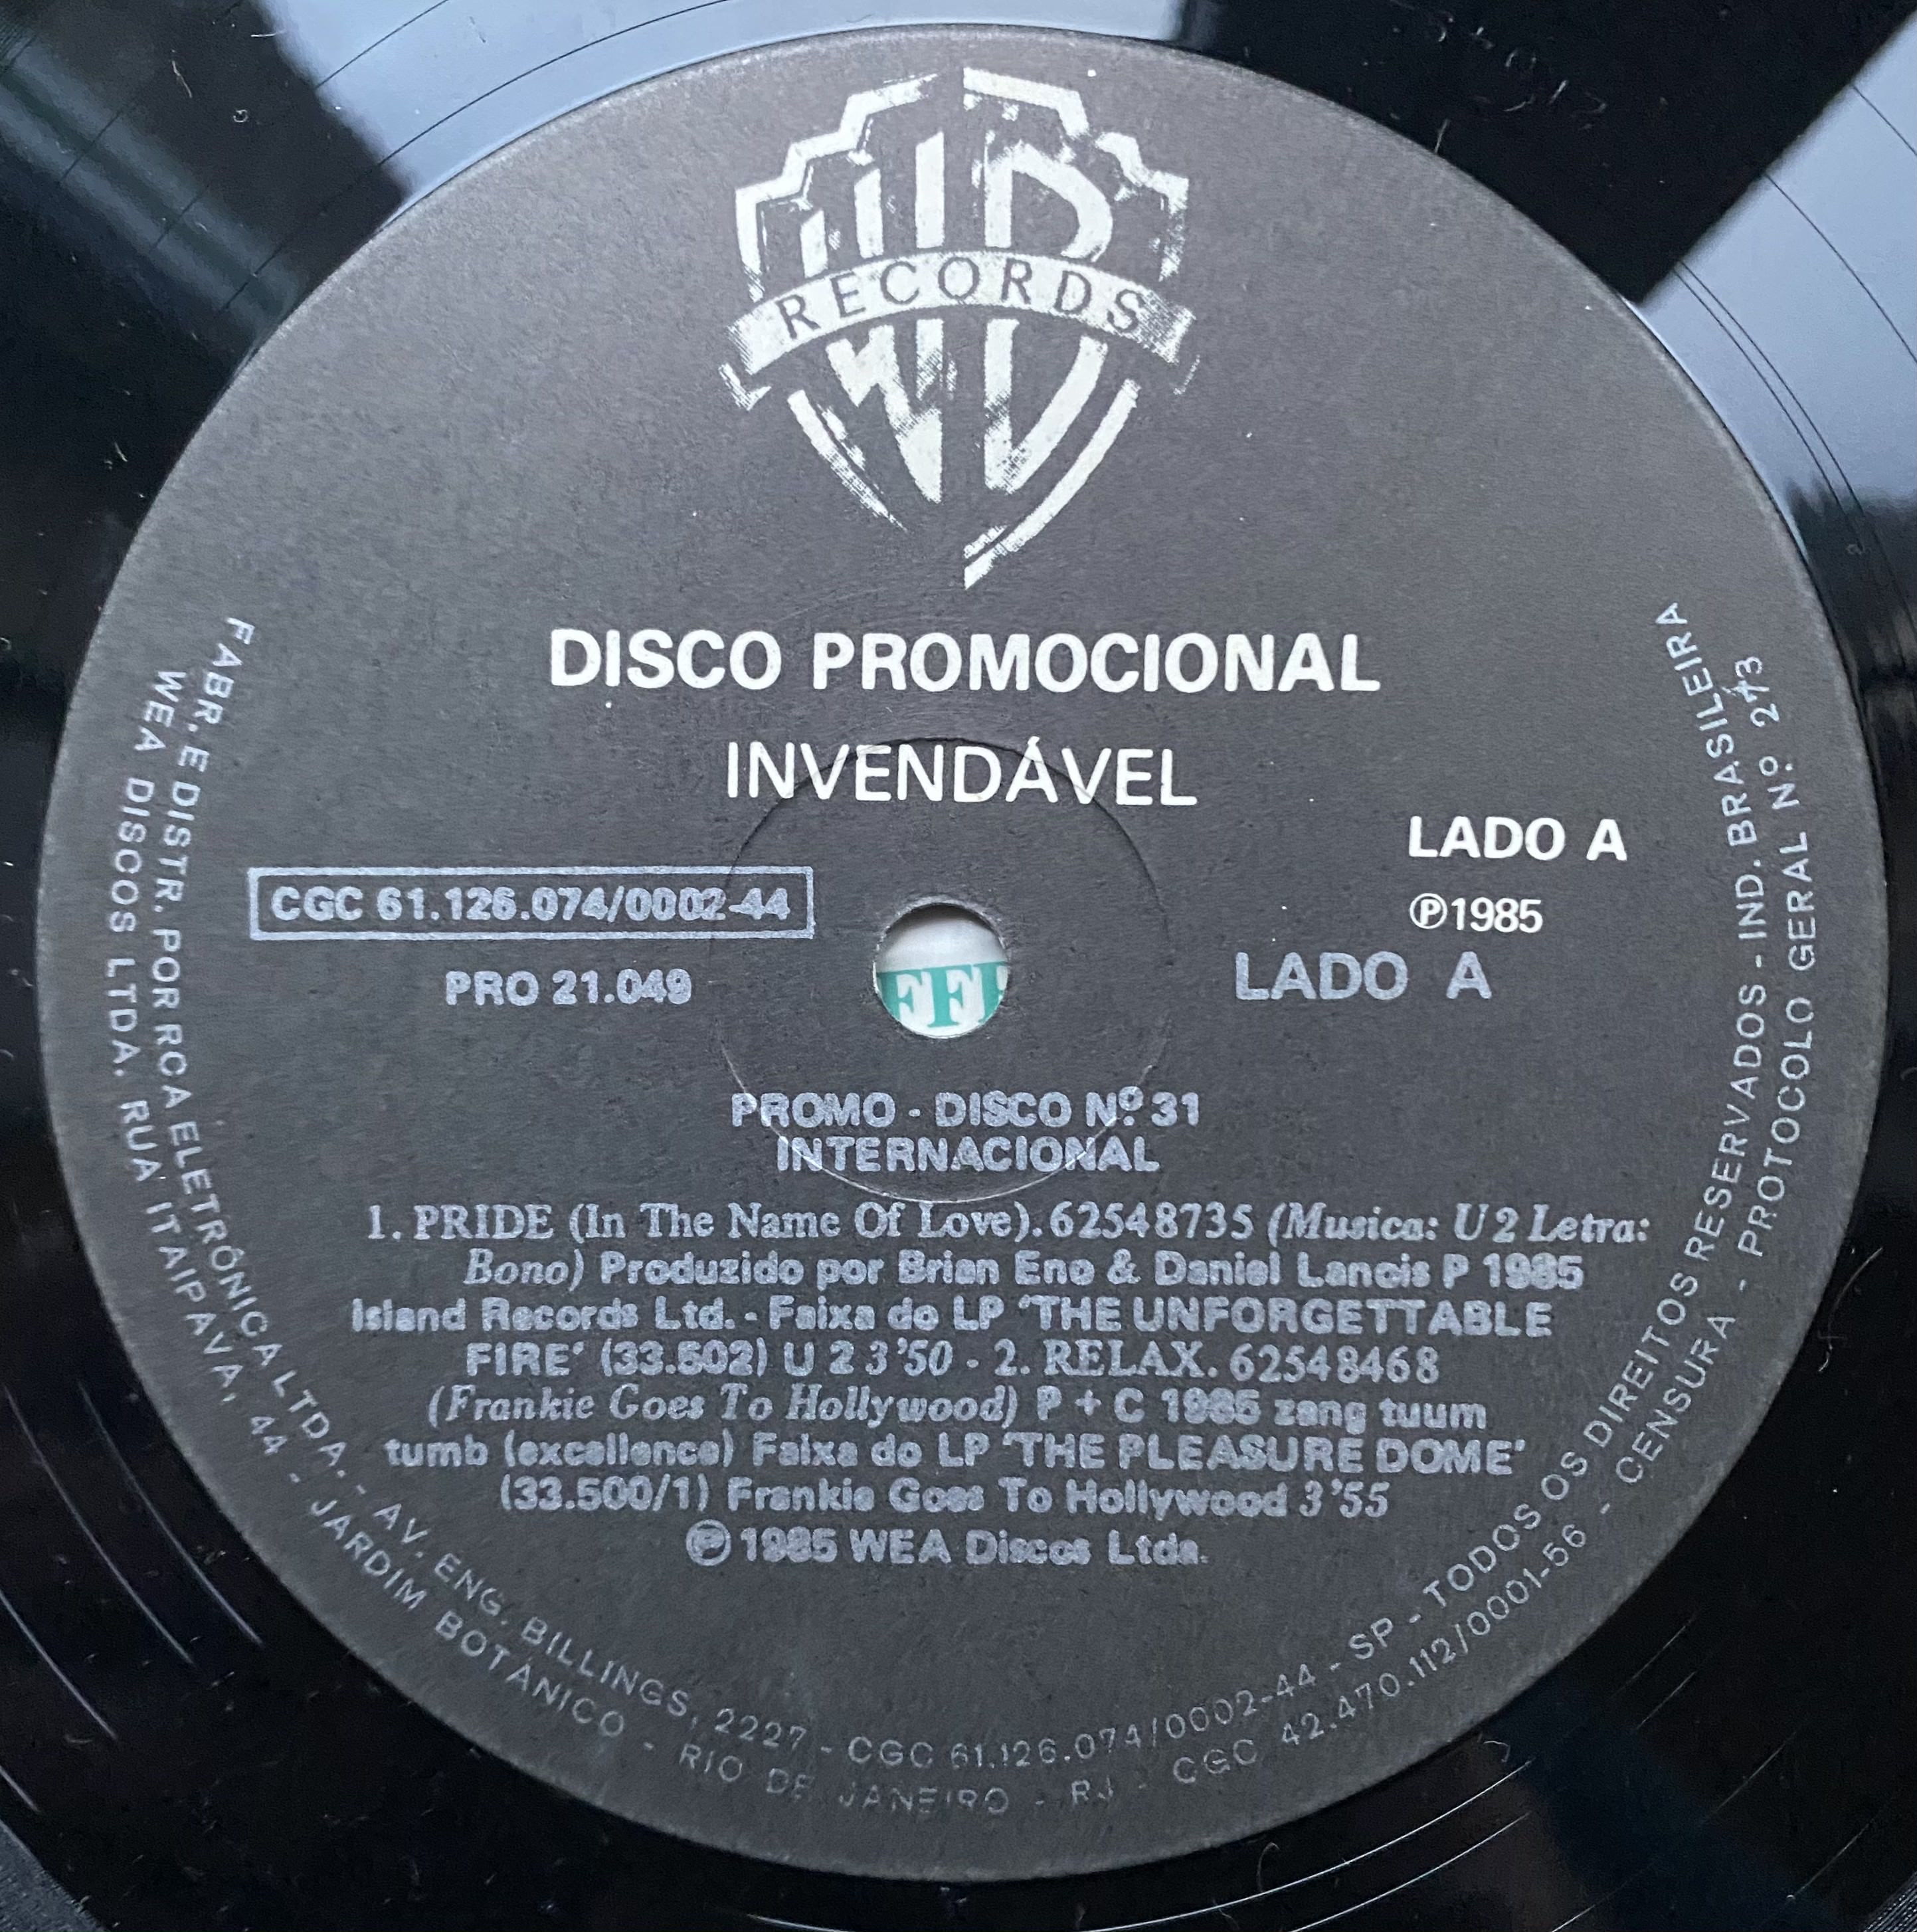 WB
RECORDS
DISCO PROMOCIONAL
INVENDÁVEL
LADO A
Ⓟ1985
CGC 61.126.074/0002-44
PRO 21.049
LADO A
PROMO - DISCO Nº 31
INTERNACIONAL
1. PRIDE (In The Name Of Love). 62548735 (Musica: U 2 Letra:
Bono) Produzido por Brian Eno & Daniel Lanois P 1985
Island Records Ltd. - Faixa do LP 'THE UNFORGETTABLE
FIRE' (33.502) U 2 3'50 - 2. RELAX. 62548468
(Frankie Goes To Hollywood) P + C 1985 zang tuum
tumb (excellence) Faixa do LP 'THE PLEASURE DOME'
(33.500/1) Frankie Goes To Hollywood 3'55
Ⓟ 1985 WEA Discos Ltda.
FABR. E DISTR. POR RCA ELETRÔNICA LTDA. - AV. ENG. BILLINGS, 2227 - CGC 61.126.074/0002-44 - SP - TODOS OS DIREITOS RESERVADOS - IND. BRASILEIRA
WEA DISCOS LTDA. RUA ITAIPAVA, 44 - JARDIM BOTÂNICO - RIO DE JANEIRO - RJ - CGC 42.470.112/0001-56 - CENSURA - PROTOCOLO GERAL Nº 273